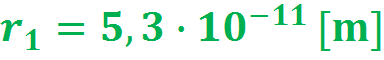 r₁ = 5,3 · 10⁻¹¹ [m]